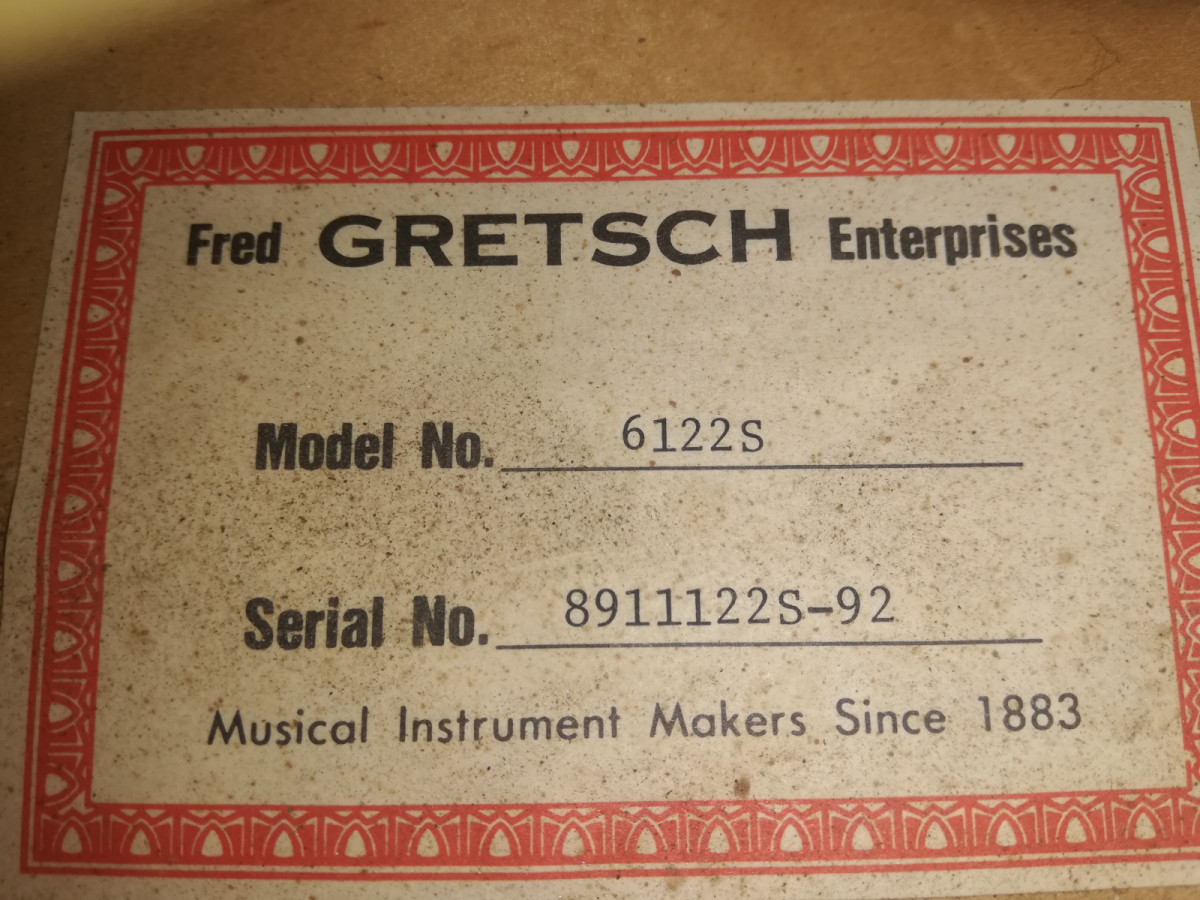 Fred GRETSCH Enterprises
Model No. 6122S
Serial No. 8911122S-92
Musical Instrument Makers Since 1883